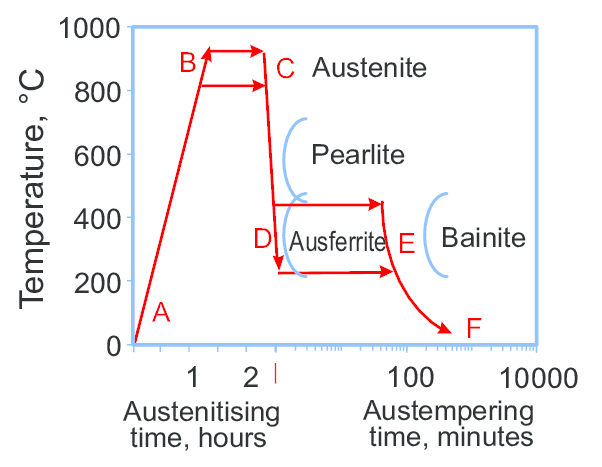 1000
800
600
400
200
0
Temperature, °C
A
B
C
D
E
F
Austenite
Pearlite
Ausferrite
Bainite
1 2 100 10000
Austenitising
time, hours
Austempering
time, minutes